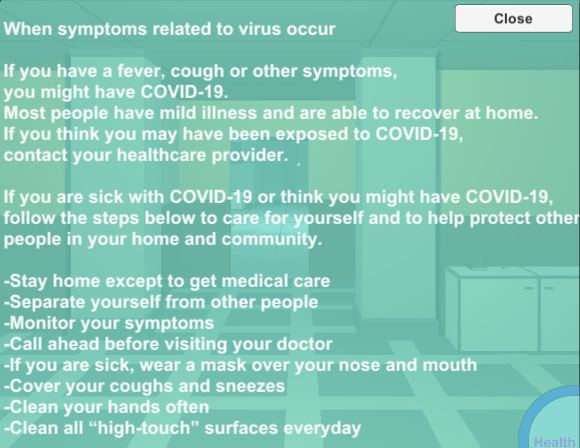 Close
When symptoms related to virus occur
If you have a fever, cough or other symptoms,
you might have COVID-19.
Most people have mild illness and are able to recover at home.
If you think you may have been exposed to COVID-19,
contact your healthcare provider.
If you are sick with COVID-19 or think you might have COVID-19,
follow the steps below to care for yourself and to help protect other
people in your home and community.
-Stay home except to get medical care
-Separate yourself from other people
-Monitor your symptoms
-Call ahead before visiting your doctor
-If you are sick, wear a mask over your nose and mouth
-Cover your coughs and sneezes
-Clean your hands often
-Clean all “high-touch” surfaces everyday
Health